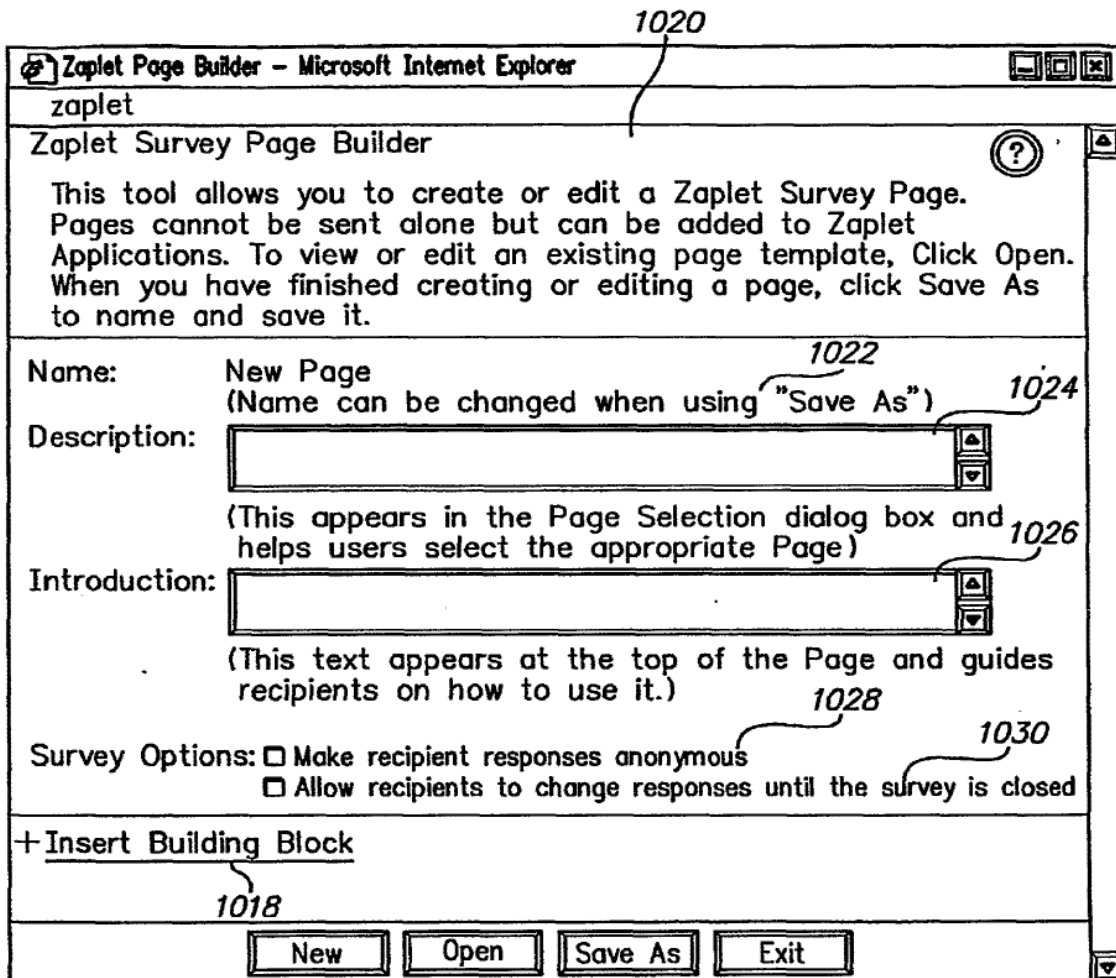 1020
Zaplet Page Builder – Microsoft Internet Explorer
zaplet
Zaplet Survey Page Builder
?
This tool allows you to create or edit a Zaplet Survey Page.
Pages cannot be sent alone but can be added to Zaplet
Applications. To view or edit an existing page template, Click Open.
When you have finished creating or editing a page, click Save As
to name and save it.
1022
Name: New Page
(Name can be changed when using "Save As")
1024
Description:
(This appears in the Page Selection dialog box and
helps users select the appropriate Page)
1026
Introduction:
(This text appears at the top of the Page and guides
recipients on how to use it.)
1028
1030
Survey Options: Make recipient responses anonymous
Allow recipients to change responses until the survey is closed
+Insert Building Block
1018
New Open Save As Exit